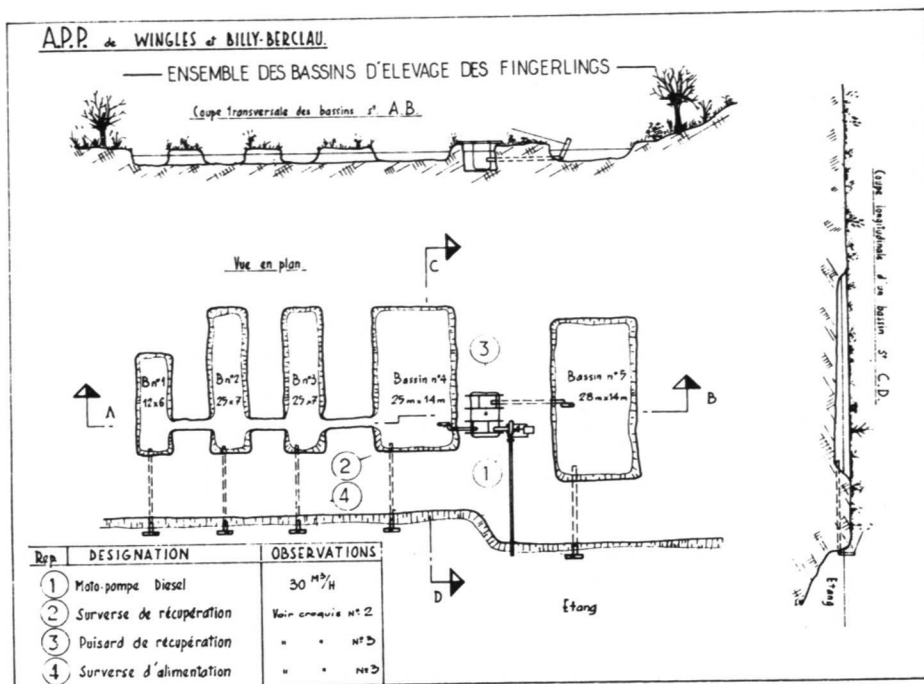 A.P.P. de WINGLES et BILLY-BERCLAU.
ENSEMBLE DES BASSINS D'ELEVAGE DES FINGERLINGS
Coupe transversale des bassins st A.B.
Coupe longitudinale d'un bassin st C.D.
Vue en plan
C
3
B n°1
12x6
B n°2
25x7
B n°3
25x7
Bassin n°4
25m x 14m
Bassin n°5
28m x 14m
A
B
2
1
4
D
Etang
Etang
Rep DESIGNATION OBSERVATIONS
1 Moto-pompe Diesel 30 M3/H
2 Surverse de récupération Voir croquis N° 2
3 Puisard de récupération " " N°3
4 Surverse d'alimentation " " N°3